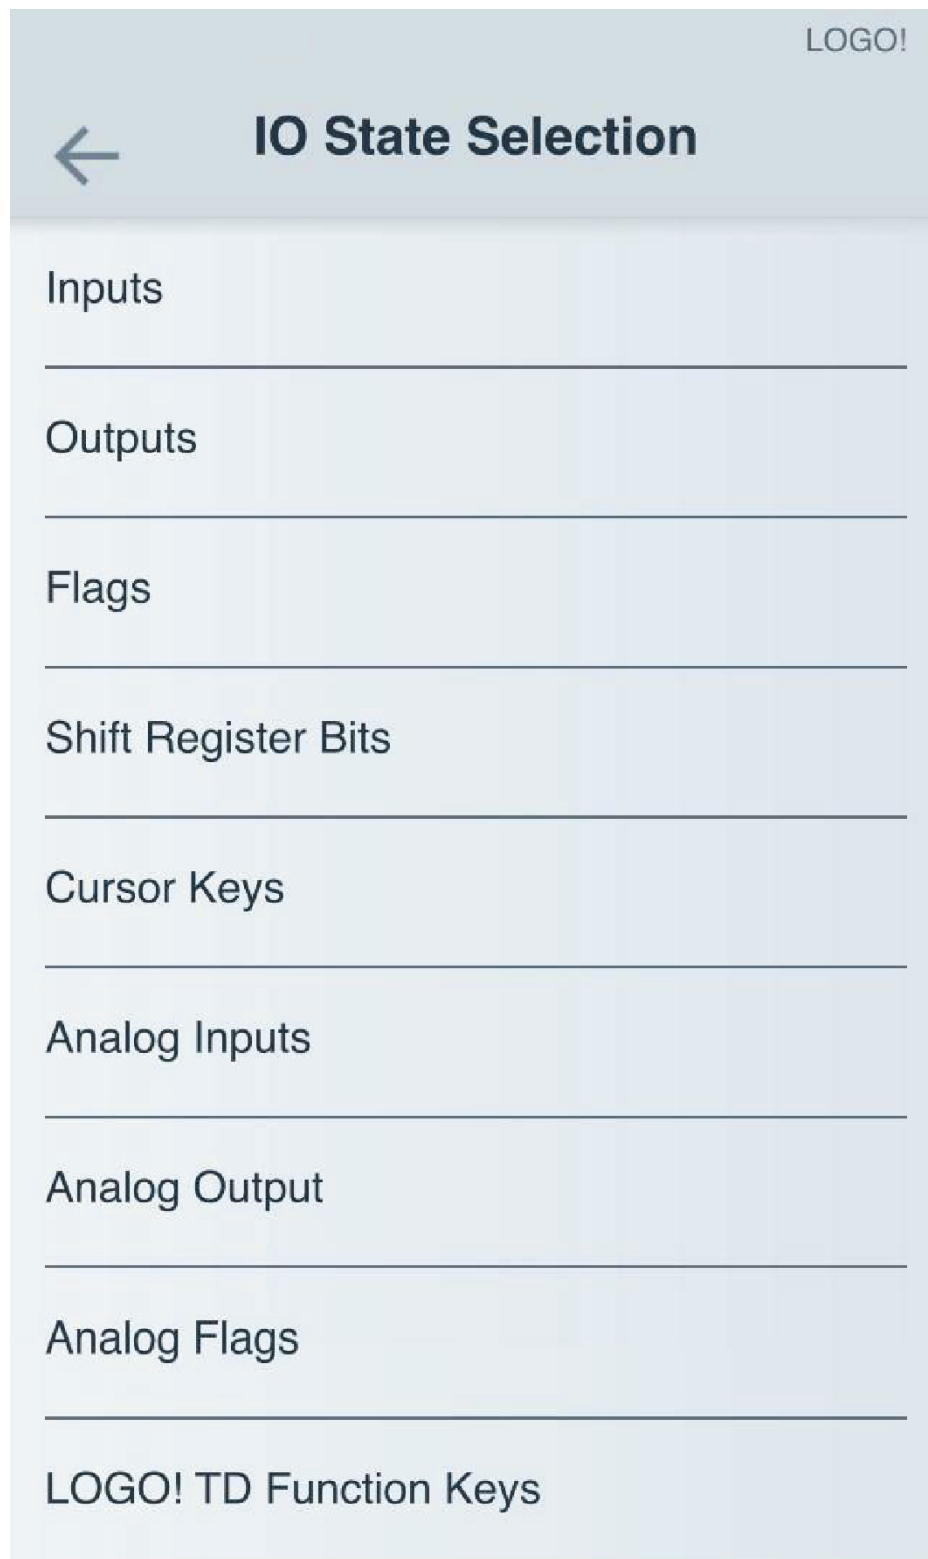 LOGO!
IO State Selection
Inputs
Outputs
Flags
Shift Register Bits
Cursor Keys
Analog Inputs
Analog Output
Analog Flags
LOGO! TD Function Keys